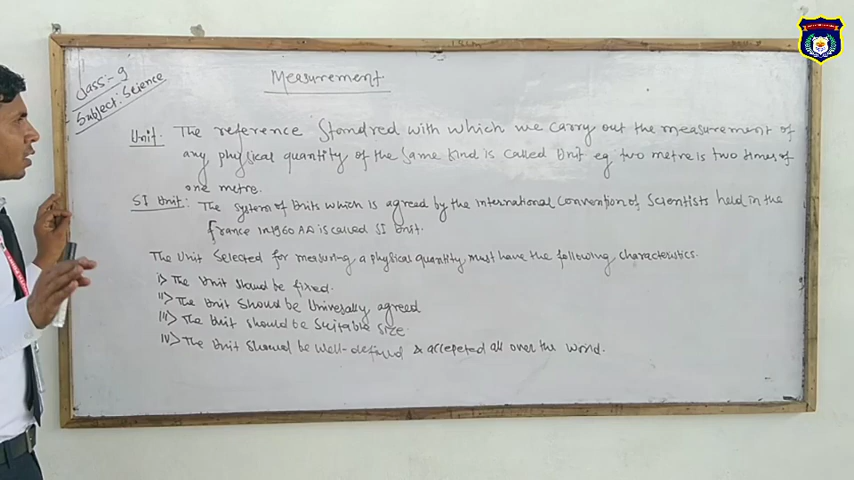 Class:- 9
Subject: Science
Measurement
Unit: The reference Stondred with which we carry out the measurement of
any physical quantity of the same kind is called Unit eg, two metre is two times of
one metre.
SI Unit: The system of Units which is agreed by the international Convention of Scientists held in the
france in 1960 AD is called SI Unit.
The Unit Selected for measuring a physical quantity must have the following characteristics.
i> The Unit should be fixed.
ii> The Unit Should be Universally agreed
iii> The Unit should be Suitable size.
iv> The Unit Should be well-defined & accepeted all over the world.